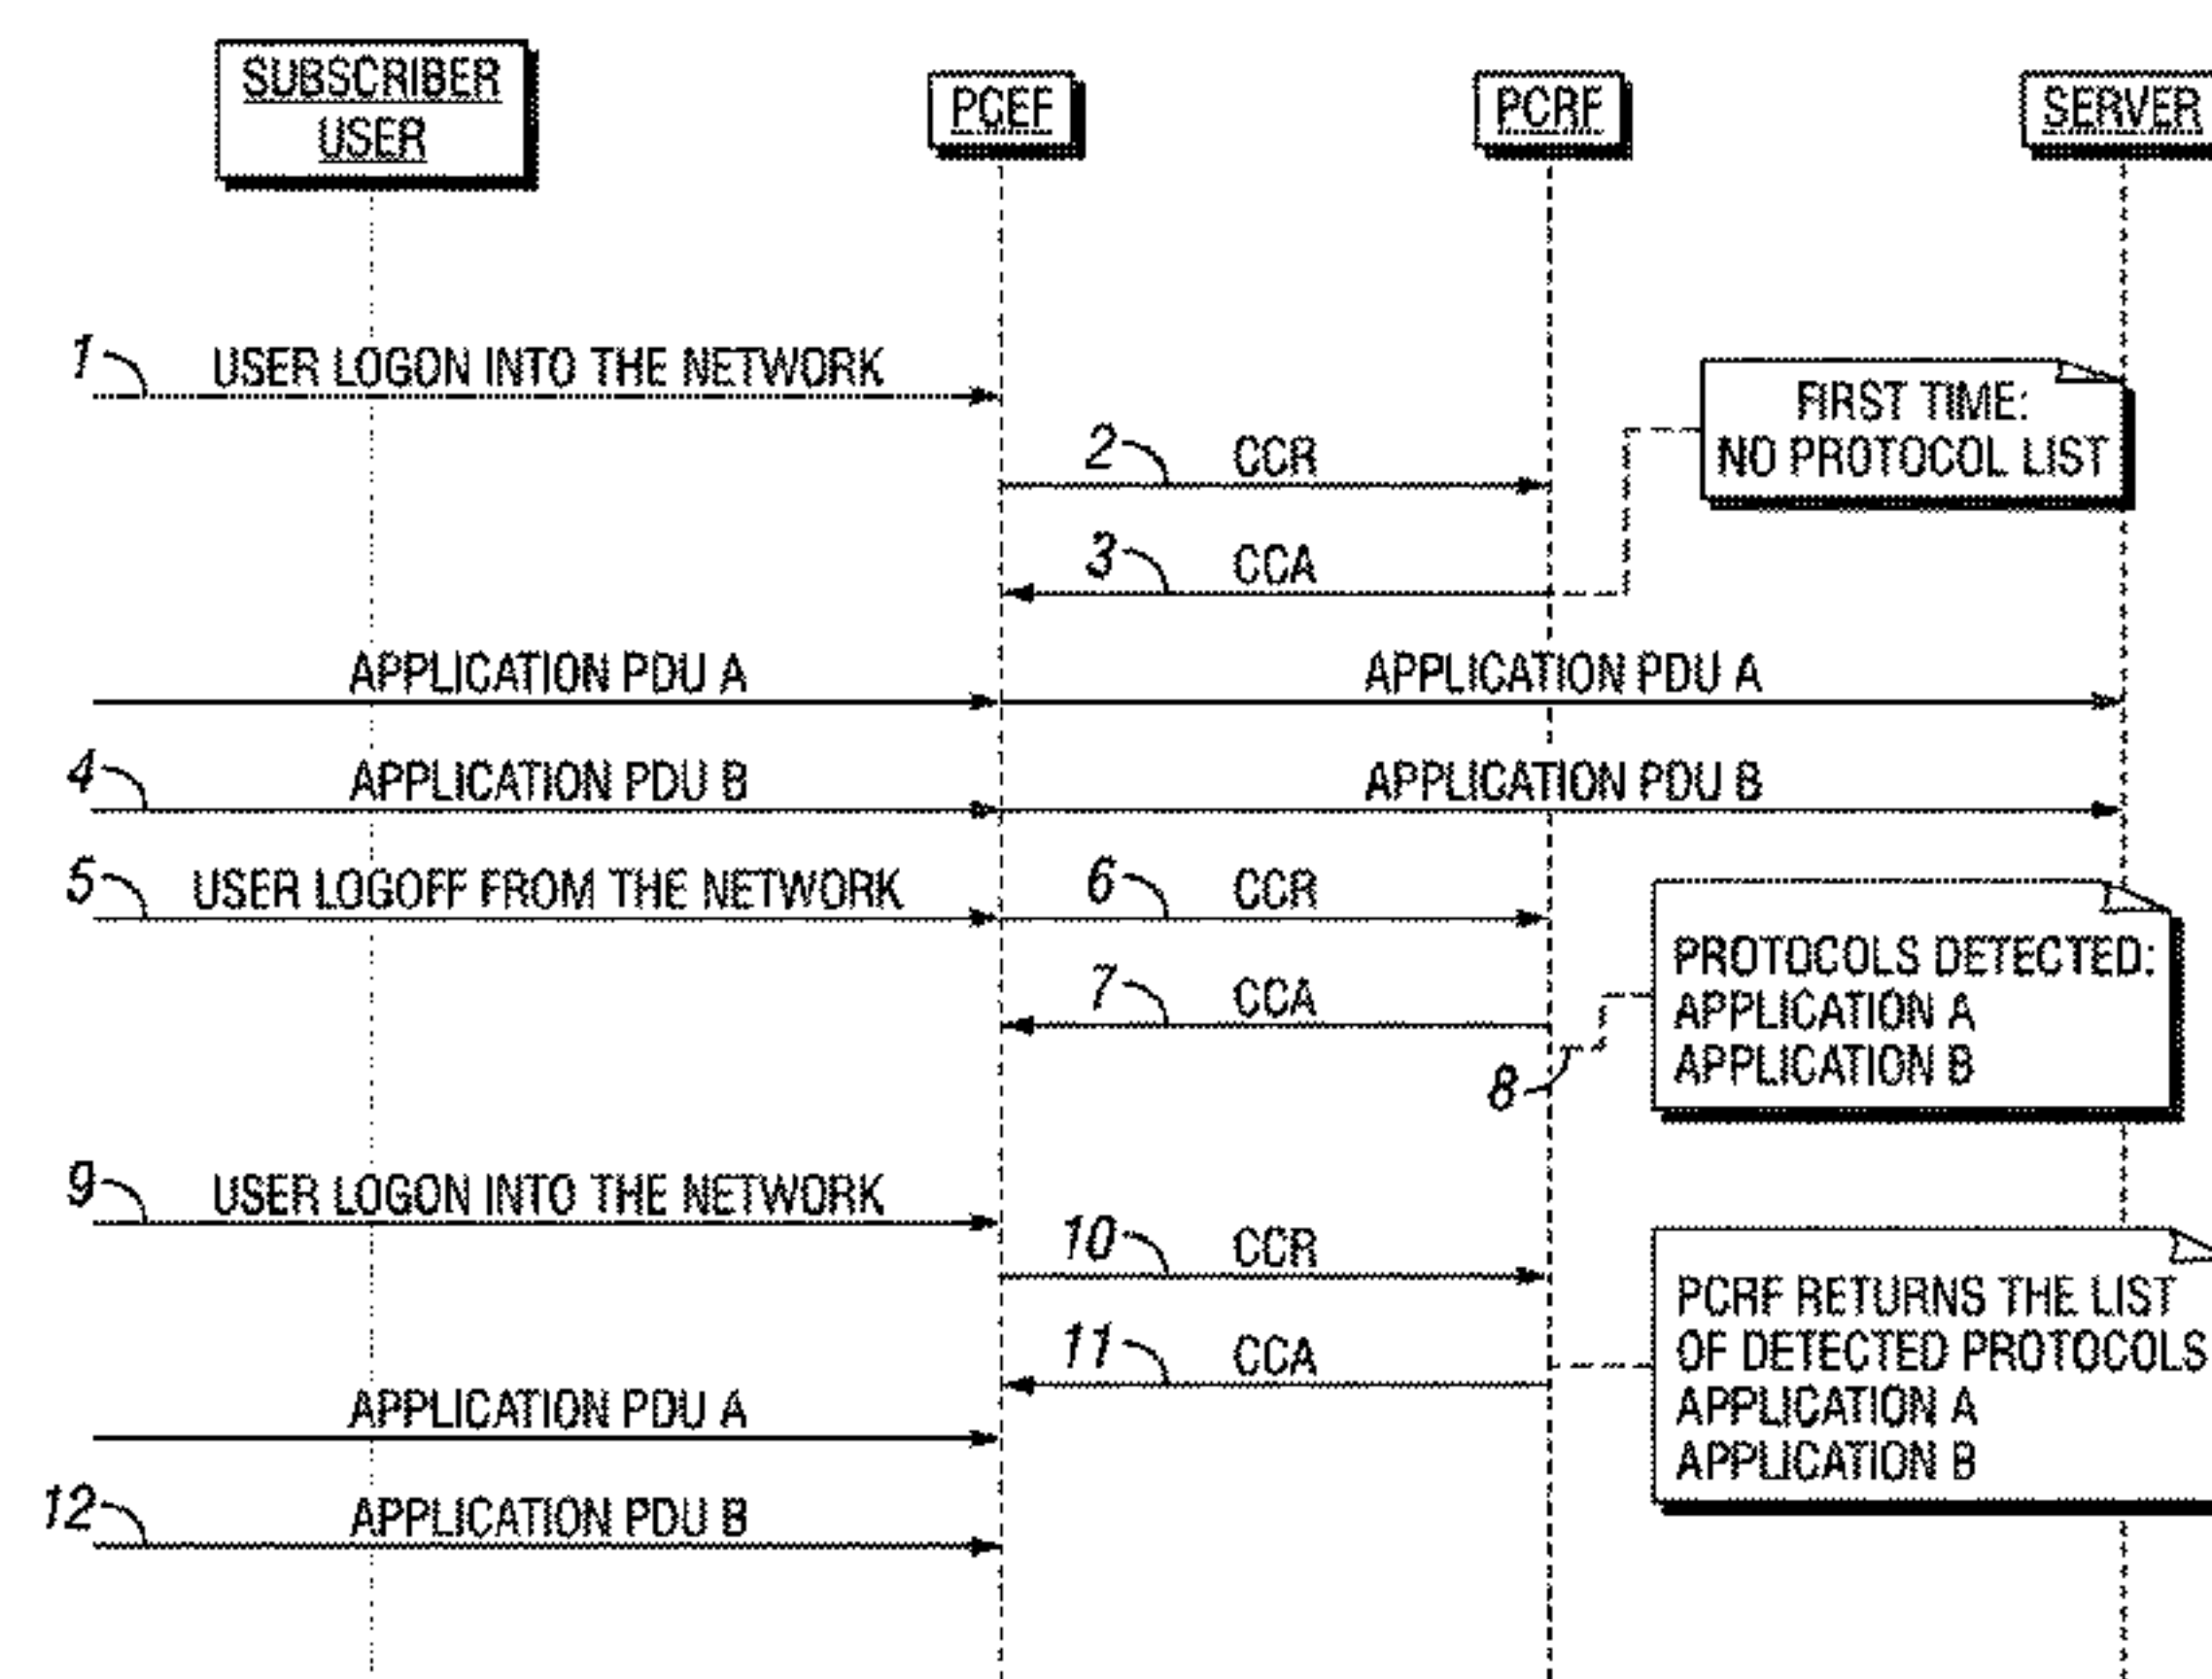 SUBSCRIBER
USER
PCEF
PCRF
SERVER
1
USER LOGON INTO THE NETWORK
FIRST TIME:
NO PROTOCOL LIST
2
CCR
3
CCA
APPLICATION PDU A
APPLICATION PDU A
4
APPLICATION PDU B
APPLICATION PDU B
5
USER LOGOFF FROM THE NETWORK
6
CCR
7
CCA
8
PROTOCOLS DETECTED:
APPLICATION A
APPLICATION B
9
USER LOGON INTO THE NETWORK
10
CCR
11
CCA
PCRF RETURNS THE LIST
OF DETECTED PROTOCOLS
APPLICATION A
APPLICATION B
APPLICATION PDU A
12
APPLICATION PDU B